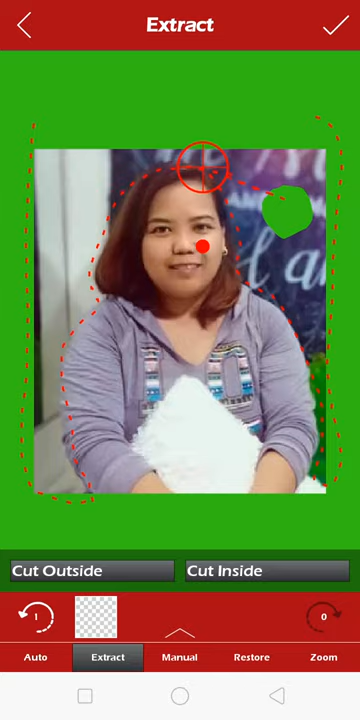 Extract
Cut Outside
Cut Inside
1
0
Auto
Extract
Manual
Restore
Zoom